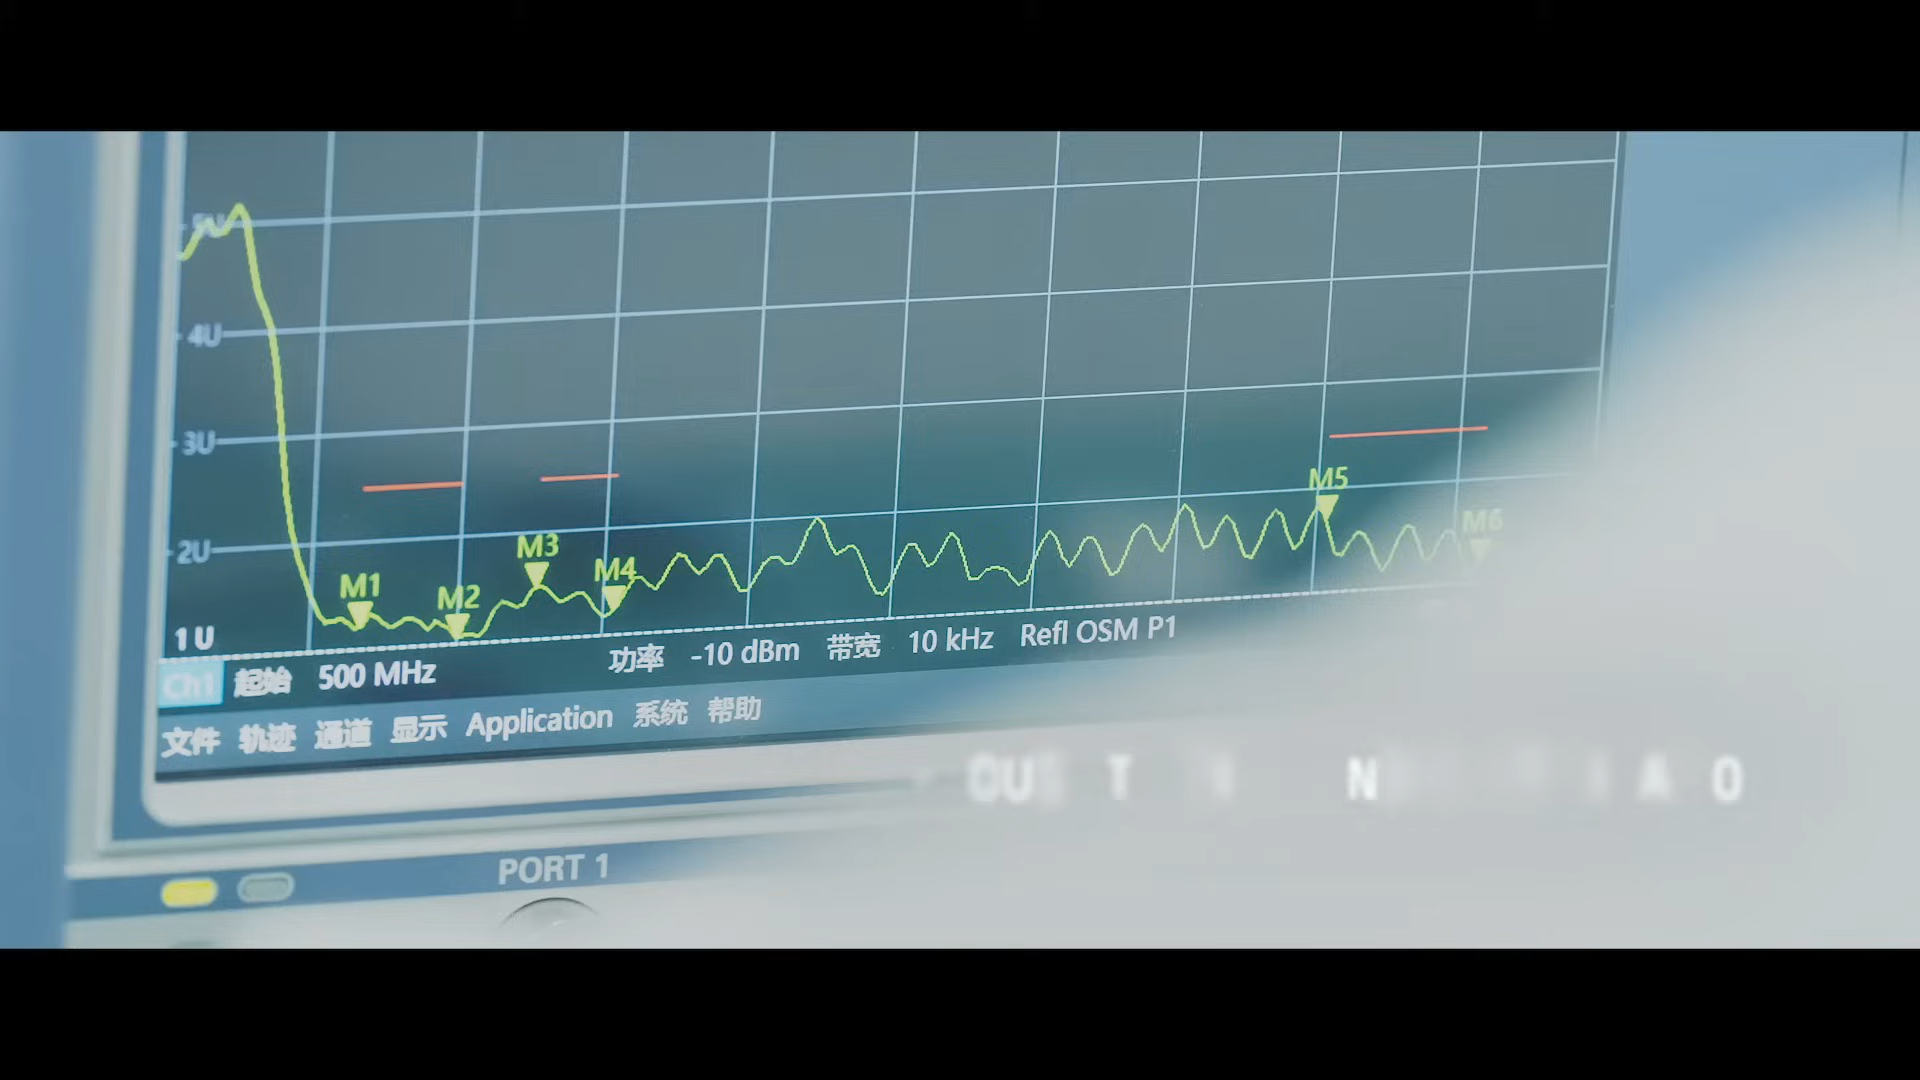 5U
4U
3U
M5
M6
2U
M3
M4
M1
M2
1 U
Ch1 起始 500 MHz 功率 -10 dBm 带宽 10 kHz Refl OSM P1
文件 轨迹 通道 显示 Application 系统 帮助
PORT 1